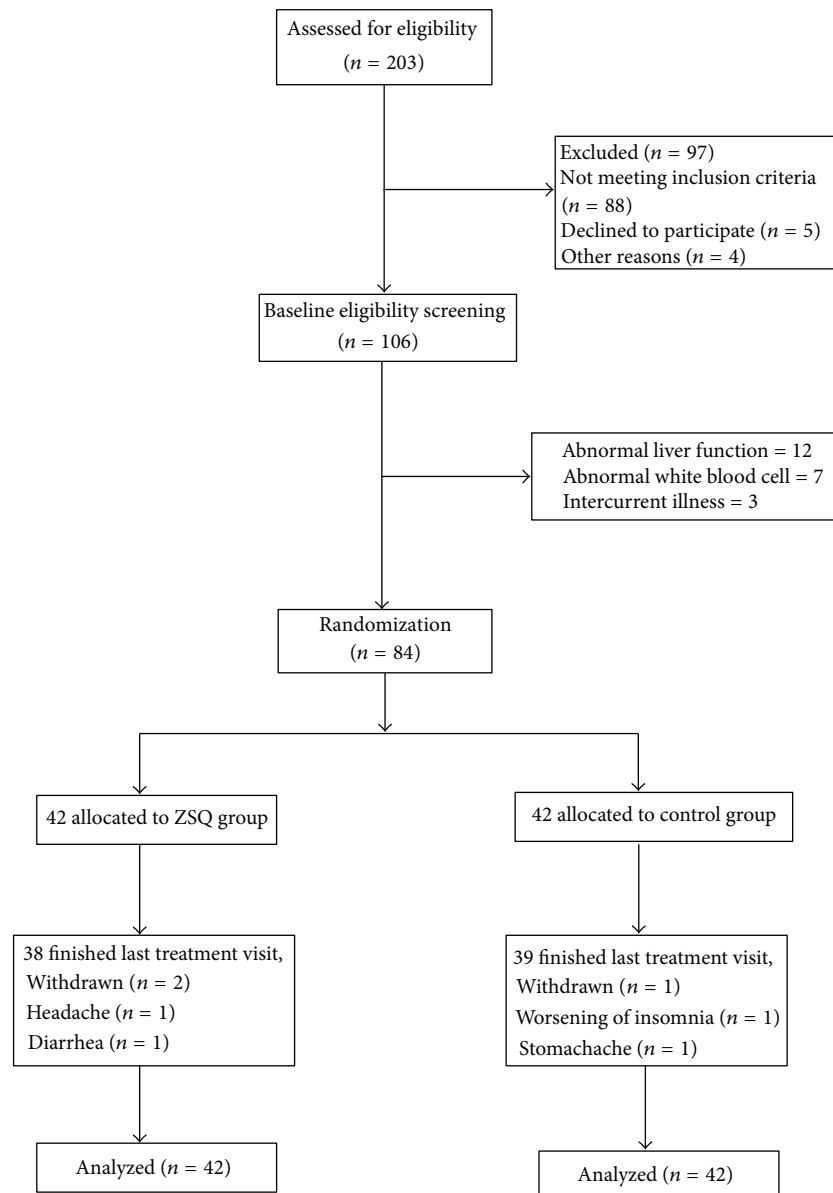 Assessed for eligibility
(n = 203)
Excluded (n = 97)
Not meeting inclusion criteria
(n = 88)
Declined to participate (n = 5)
Other reasons (n = 4)
Baseline eligibility screening
(n = 106)
Abnormal liver function = 12
Abnormal white blood cell = 7
Intercurrent illness = 3
Randomization
(n = 84)
42 allocated to ZSQ group
42 allocated to control group
38 finished last treatment visit,
Withdrawn (n = 2)
Headache (n = 1)
Diarrhea (n = 1)
39 finished last treatment visit,
Withdrawn (n = 1)
Worsening of insomnia (n = 1)
Stomachache (n = 1)
Analyzed (n = 42)
Analyzed (n = 42)